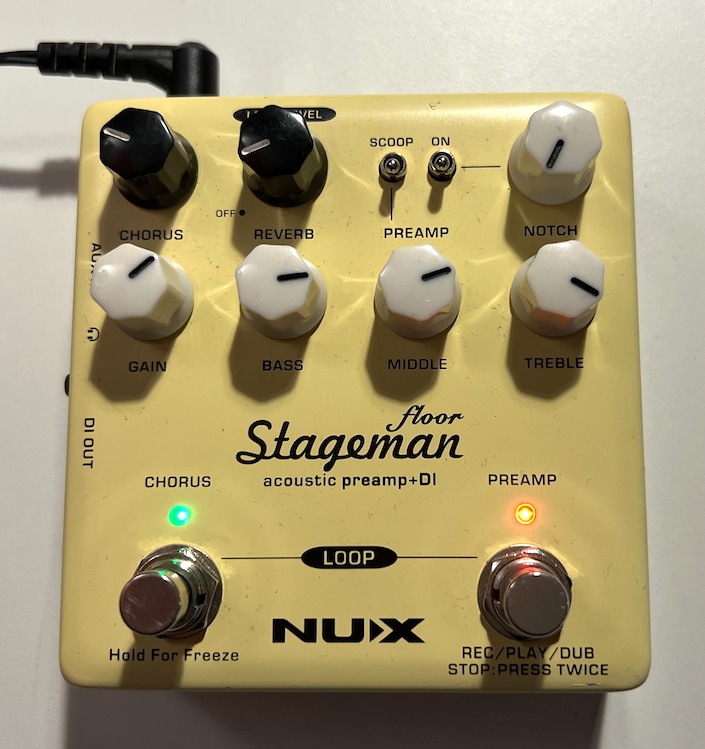 SCOOP ON
OFF
CHORUS REVERB PREAMP NOTCH
GAIN BASS MIDDLE TREBLE
DI OUT
floor
Stageman
acoustic preamp+DI
CHORUS PREAMP
LOOP
NUX
Hold For Freeze
REC/PLAY/DUB
STOP:PRESS TWICE